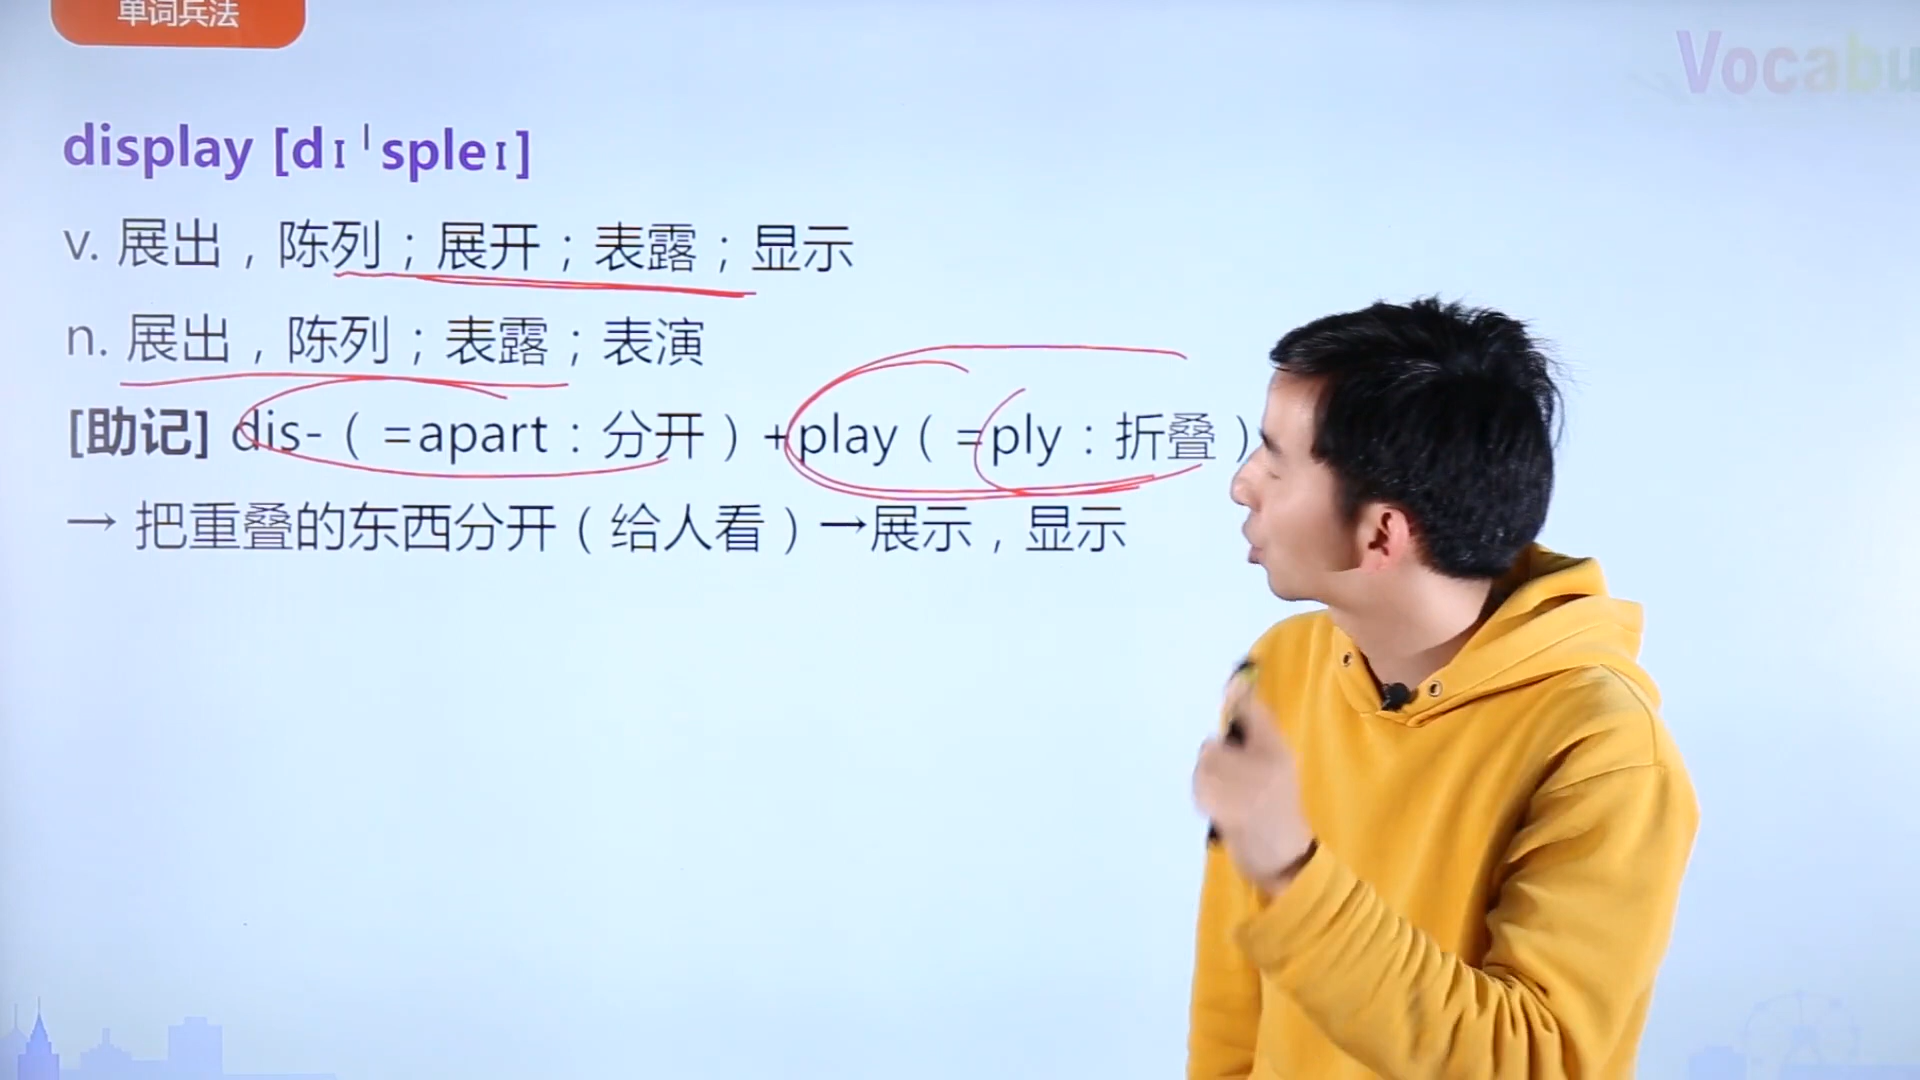 单词兵法
Vocabu
display [dɪˈspleɪ]
v. 展出，陈列；展开；表露；显示
n. 展出，陈列；表露；表演
[助记] dis-（=apart：分开）+play（=ply：折叠）
→ 把重叠的东西分开（给人看）→展示，显示